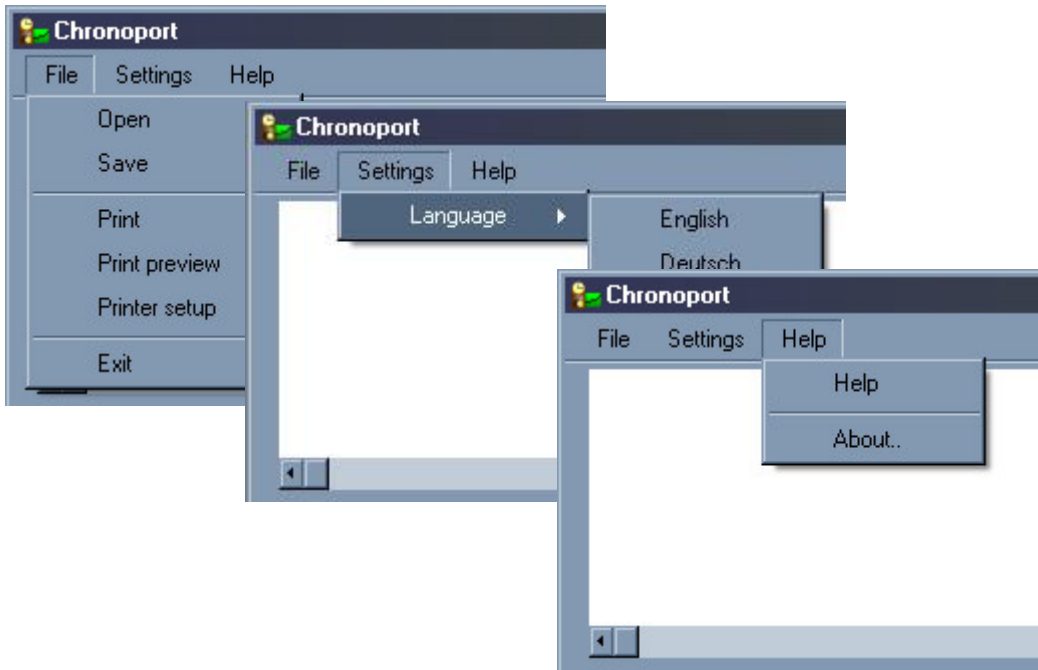 Chronoport
File Settings Help
Open
Save
Print
Print preview
Printer setup
Exit
Chronoport
File Settings Help
Language
English
Deutsch
Chronoport
File Settings Help
Help
About..